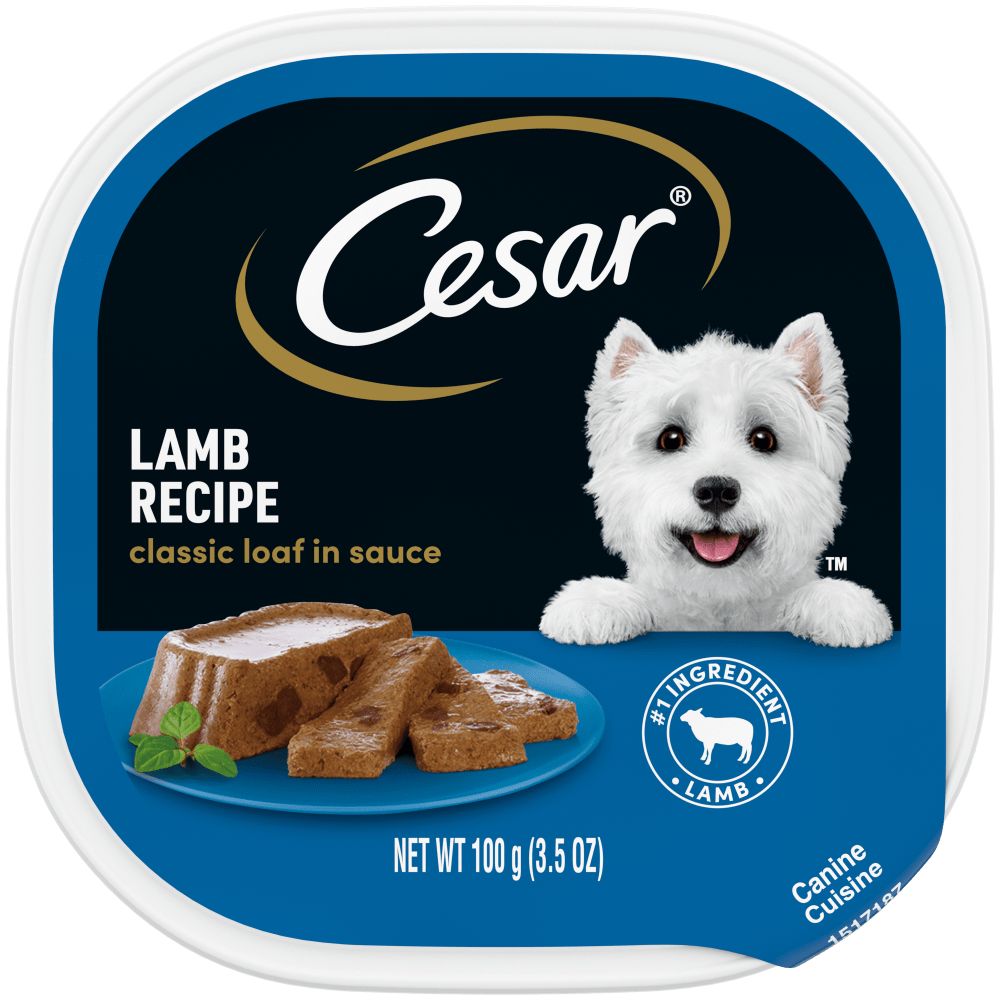 Cesar®
LAMB
RECIPE
classic loaf in sauce
TM
#1 INGREDIENT
• LAMB •
NET WT 100 g (3.5 OZ)
Canine
Cuisine